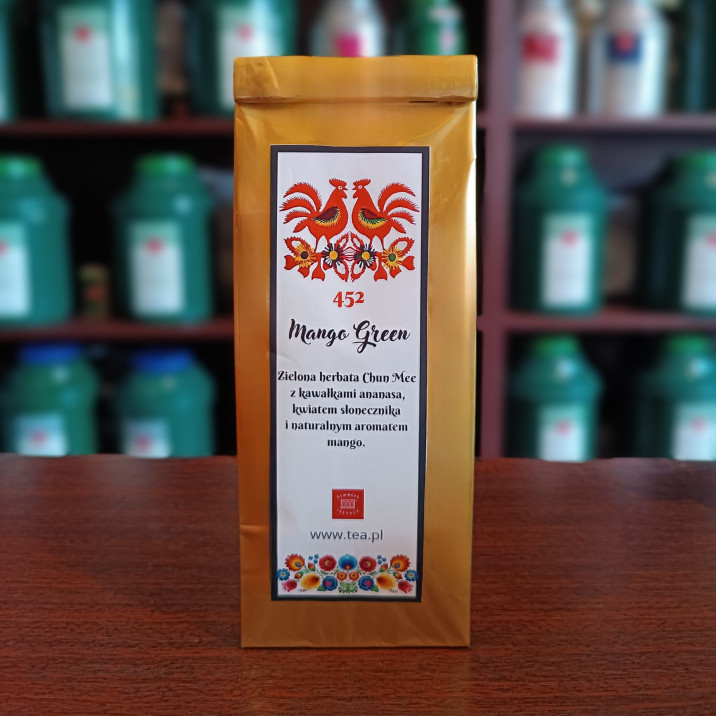 452
Mango Green
Zielona herbata Chun Mee
z kawałkami ananasa,
kwiatem słonecznika
i naturalnym aromatem
mango.
www.tea.pl